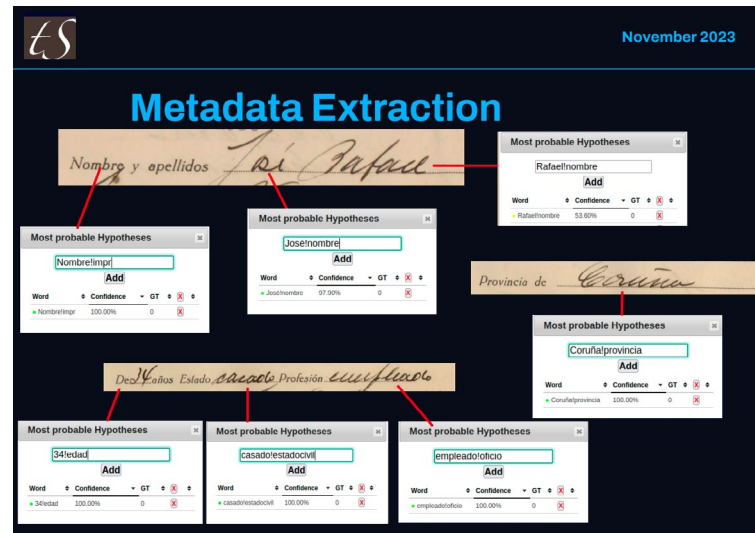 tS
November 2023
Metadata Extraction
Nombre y apellidos José Rafael
Most probable Hypotheses x
Rafael!nombre
Add
Word Confidence GT X
Rafael!nombre 53.60% 0 X
Most probable Hypotheses x
Nombre!impr
Add
Word Confidence GT X
Nombre!impr 100.00% 0 X
Most probable Hypotheses x
José!nombre
Add
Word Confidence GT X
José!nombre 97.90% 0 X
Provincia de Coruña
Most probable Hypotheses x
Coruña!provincia
Add
Word Confidence GT X
Coruña!provincia 100.00% 0 X
De 34 años Estado casado Profesión empleado
Most probable Hypotheses x
34!edad
Add
Word Confidence GT X
34!edad 100.00% 0 X
Most probable Hypotheses x
casado!estadocivil
Add
Word Confidence GT X
casado!estadocivil 100.00% 0 X
Most probable Hypotheses x
empleado!oficio
Add
Word Confidence GT X
empleado!oficio 100.00% 0 X